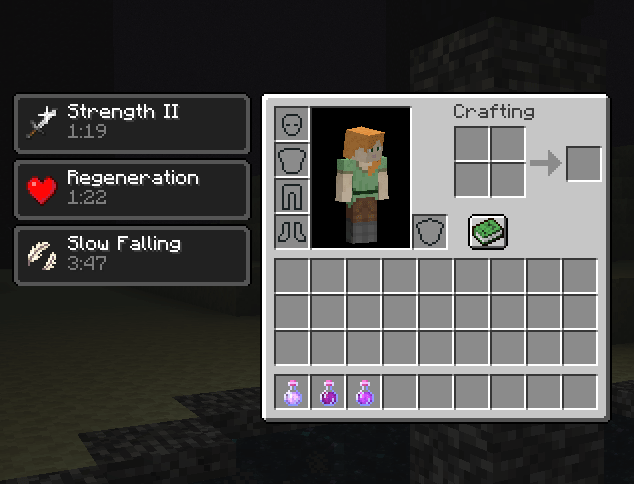 Strength II
1:19
Regeneration
1:22
Slow Falling
3:47
Crafting